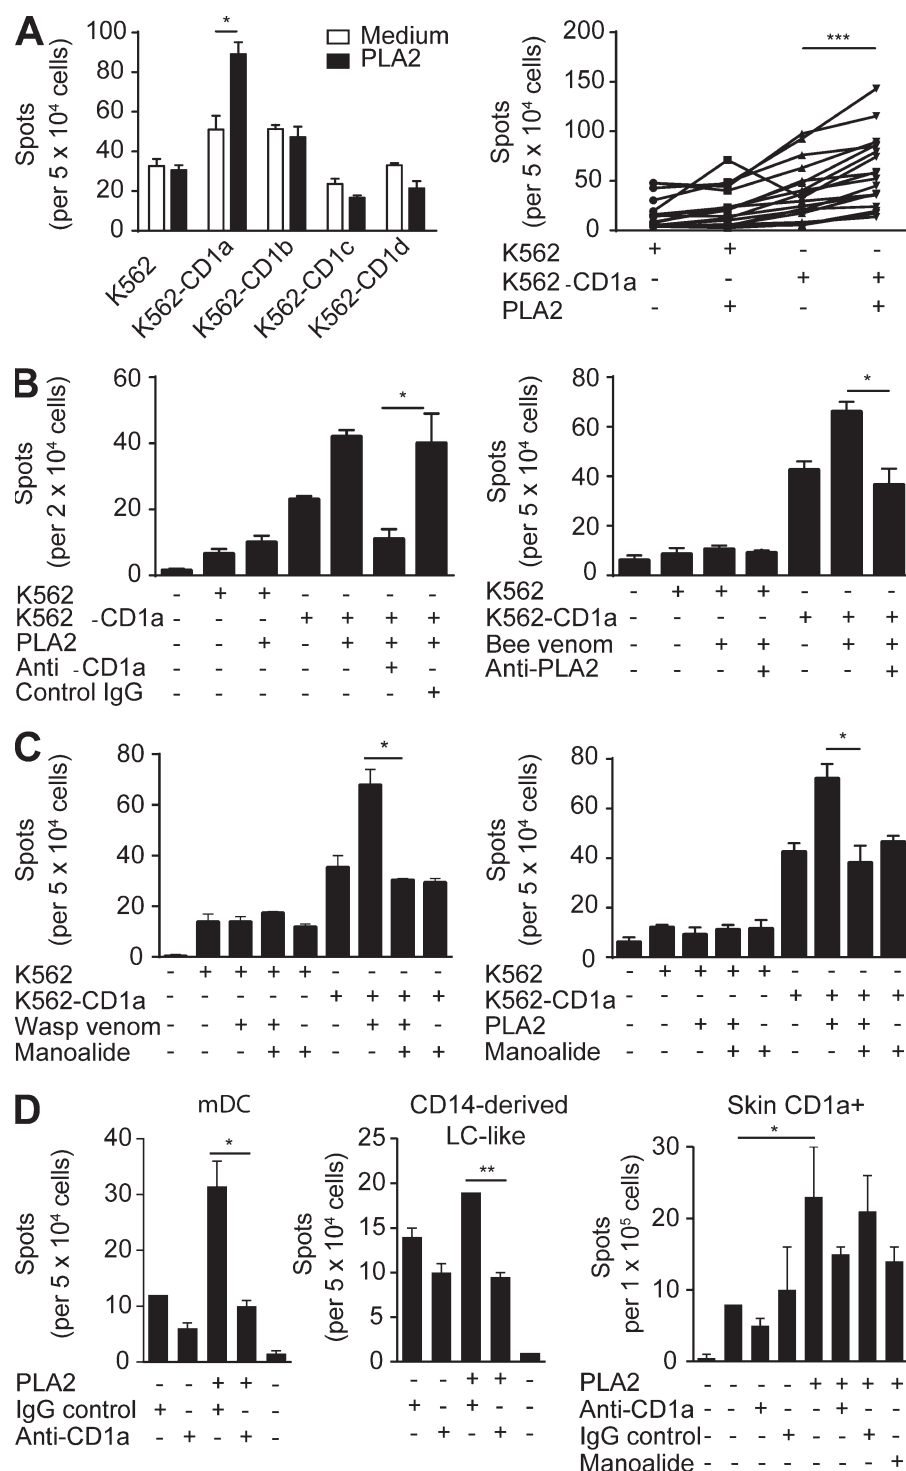 A
100
80
60
40
20
0
Spots
(per 5 x 10⁴ cells)
*
Medium
PLA2
K562
K562-CD1a
K562-CD1b
K562-CD1c
K562-CD1d
200
150
100
50
0
Spots
(per 5 x 10⁴ cells)
***
K562 + + - -
K562 -CD1a - - + +
PLA2 - + - +
B
60
40
20
0
Spots
(per 2 x 10⁴ cells)
*
K562 - + + - - - -
K562 -CD1a - - - + + + +
PLA2 - - + - + + +
Anti -CD1a - - - - - + -
Control IgG - - - - - - +
80
60
40
20
0
Spots
(per 5 x 10⁴ cells)
*
K562 - + + + - - -
K562-CD1a - - - - + + +
Bee venom - - + + - + +
Anti-PLA2 - - - + - - +
C
80
60
40
20
0
Spots
(per 5 x 10⁴ cells)
*
K562 - + + + + - - - -
K562-CD1a - - - - - + + + +
Wasp venom - - + + - - + + -
Manoalide - - - + + - - + +
80
60
40
20
0
Spots
(per 5 x 10⁴ cells)
*
K562 - + + + + - - - -
K562-CD1a - - - - - + + + +
PLA2 - - + + - - + + -
Manoalide - - - + + - - + +
D
mDC
40
30
20
10
0
Spots
(per 5 x 10⁴ cells)
*
PLA2 - - + + -
IgG control + - + - -
Anti-CD1a - + - + -
CD14-derived
LC-like
25
20
15
10
5
0
Spots
(per 5 x 10⁴ cells)
**
- - + + -
+ - + - -
- + - + -
Skin CD1a+
30
20
10
0
Spots
per 1 x 10⁵ cells)
*
PLA2 - - - - + + + +
Anti-CD1a - - + - - + - -
IgG control - - - + - - + -
Manoalide - - - - - - - +